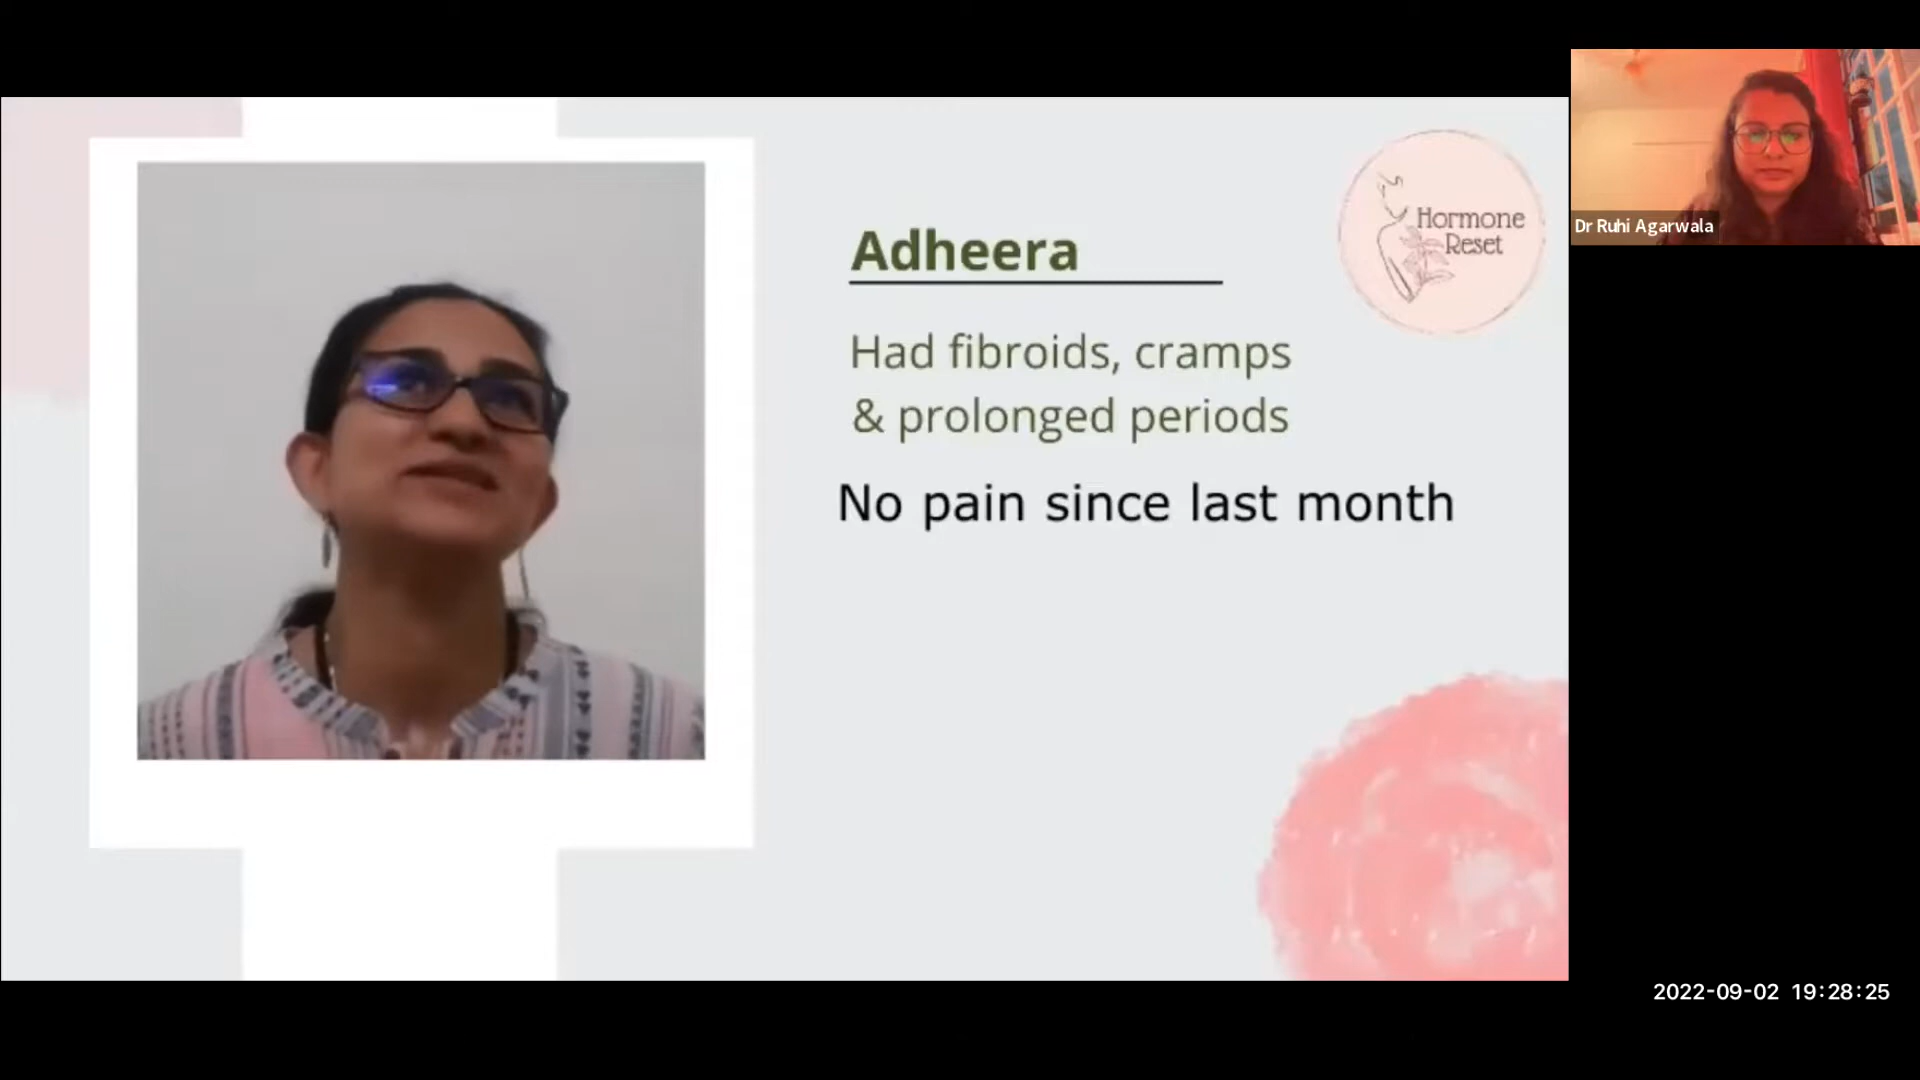 Adheera
Had fibroids, cramps
& prolonged periods
No pain since last month
Hormone
Reset
Dr Ruhi Agarwala
2022-09-02 19:28:25